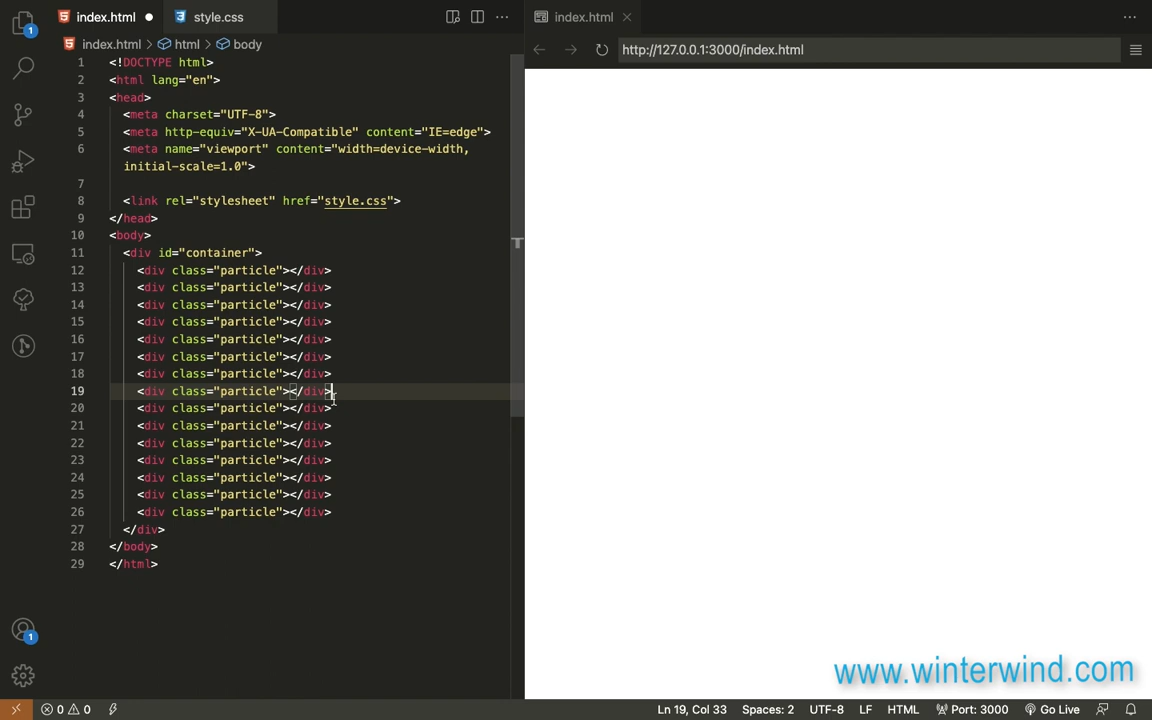 index.html
style.css
index.html
index.html > html > body
http://127.0.0.1:3000/index.html
1 <!DOCTYPE html>
2 <html lang="en">
3 <head>
4 <meta charset="UTF-8">
5 <meta http-equiv="X-UA-Compatible" content="IE=edge">
6 <meta name="viewport" content="width=device-width,
initial-scale=1.0">
7
8 <link rel="stylesheet" href="style.css">
9 </head>
10 <body>
11 <div id="container">
12 <div class="particle"></div>
13 <div class="particle"></div>
14 <div class="particle"></div>
15 <div class="particle"></div>
16 <div class="particle"></div>
17 <div class="particle"></div>
18 <div class="particle"></div>
19 <div class="particle"></div>
20 <div class="particle"></div>
21 <div class="particle"></div>
22 <div class="particle"></div>
23 <div class="particle"></div>
24 <div class="particle"></div>
25 <div class="particle"></div>
26 <div class="particle"></div>
27 </div>
28 </body>
29 </html>
1
1
www.winterwind.com
0 0 Ln 19, Col 33 Spaces: 2 UTF-8 LF HTML Port: 3000 Go Live